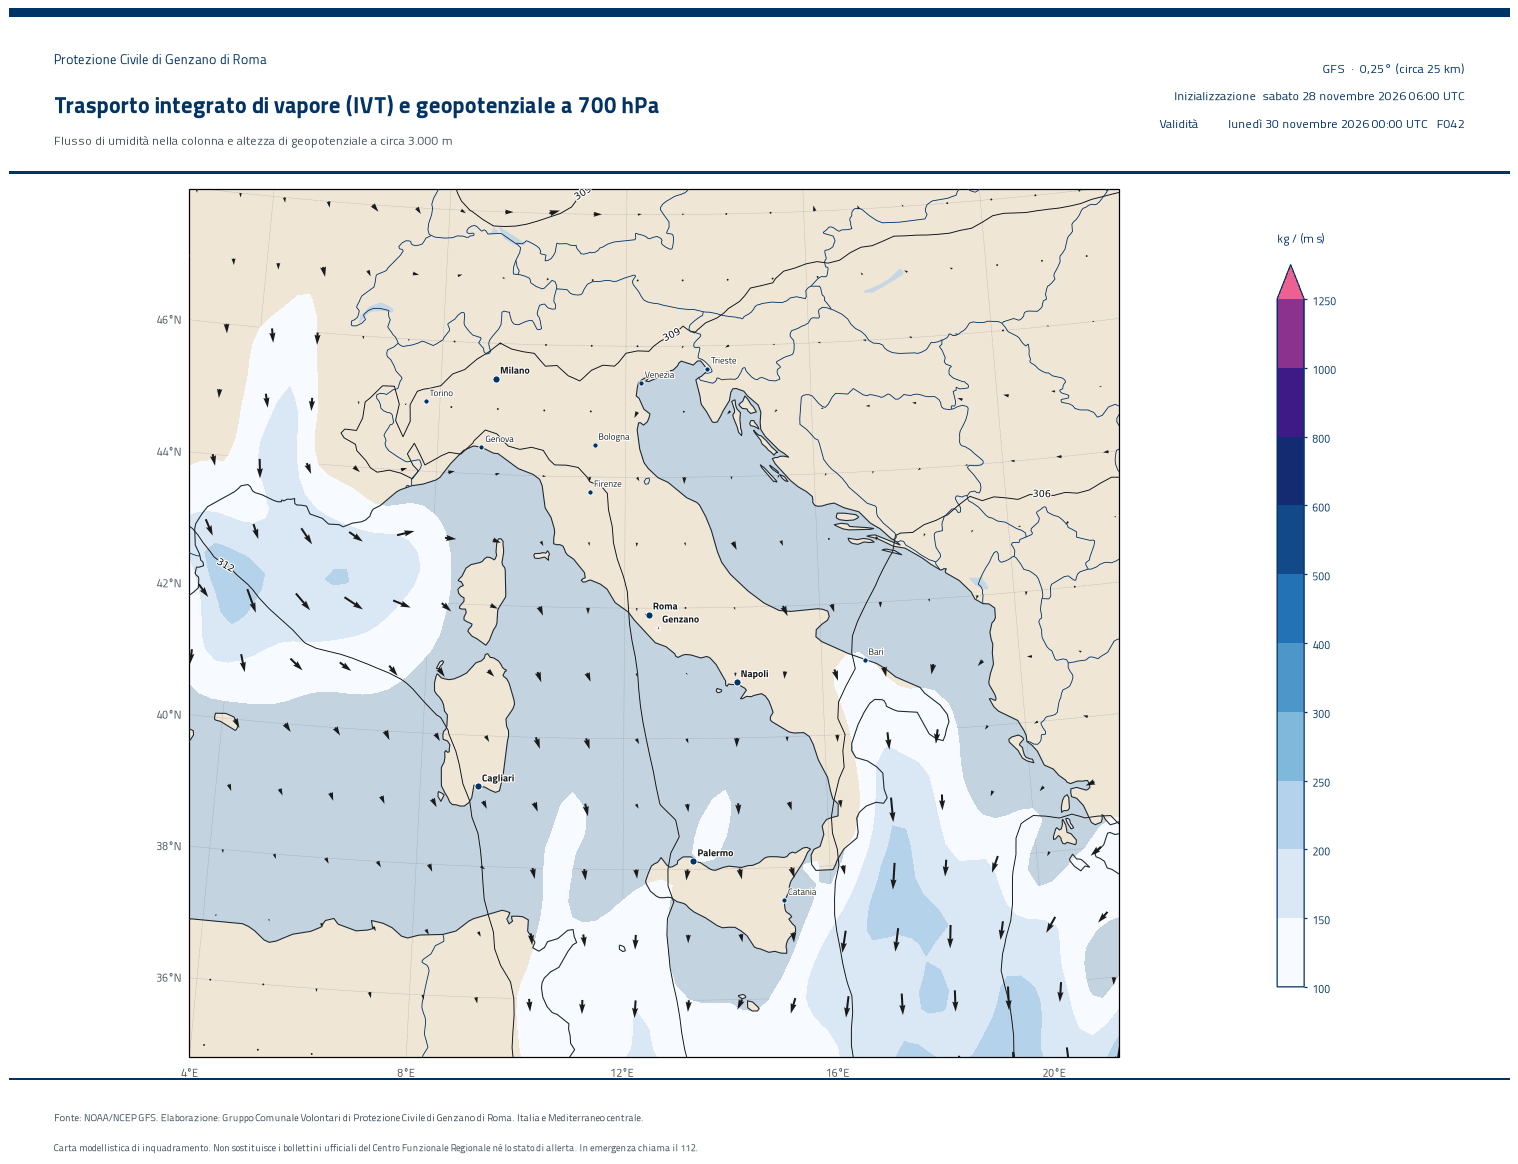 Protezione Civile di Genzano di Roma
Trasporto integrato di vapore (IVT) e geopotenziale a 700 hPa
Flusso di umidità nella colonna e altezza di geopotenziale a circa 3.000 m
GFS · 0,25° (circa 25 km)
Inizializzazione sabato 28 novembre 2026 06:00 UTC
Validità lunedì 30 novembre 2026 00:00 UTC F042
kg / (m s)
1250
1000
800
600
500
400
300
250
200
150
100
46°N
44°N
42°N
40°N
38°N
36°N
4°E
8°E
12°E
16°E
20°E
309
309
306
312
Milano
Torino
Venezia
Trieste
Genova
Bologna
Firenze
Roma
Genzano
Napoli
Bari
Cagliari
Palermo
Catania
Fonte: NOAA/NCEP GFS. Elaborazione: Gruppo Comunale Volontari di Protezione Civile di Genzano di Roma. Italia e Mediterraneo centrale.
Carta modellistica di inquadramento. Non sostituisce i bollettini ufficiali del Centro Funzionale Regionale né lo stato di allerta. In emergenza chiama il 112.